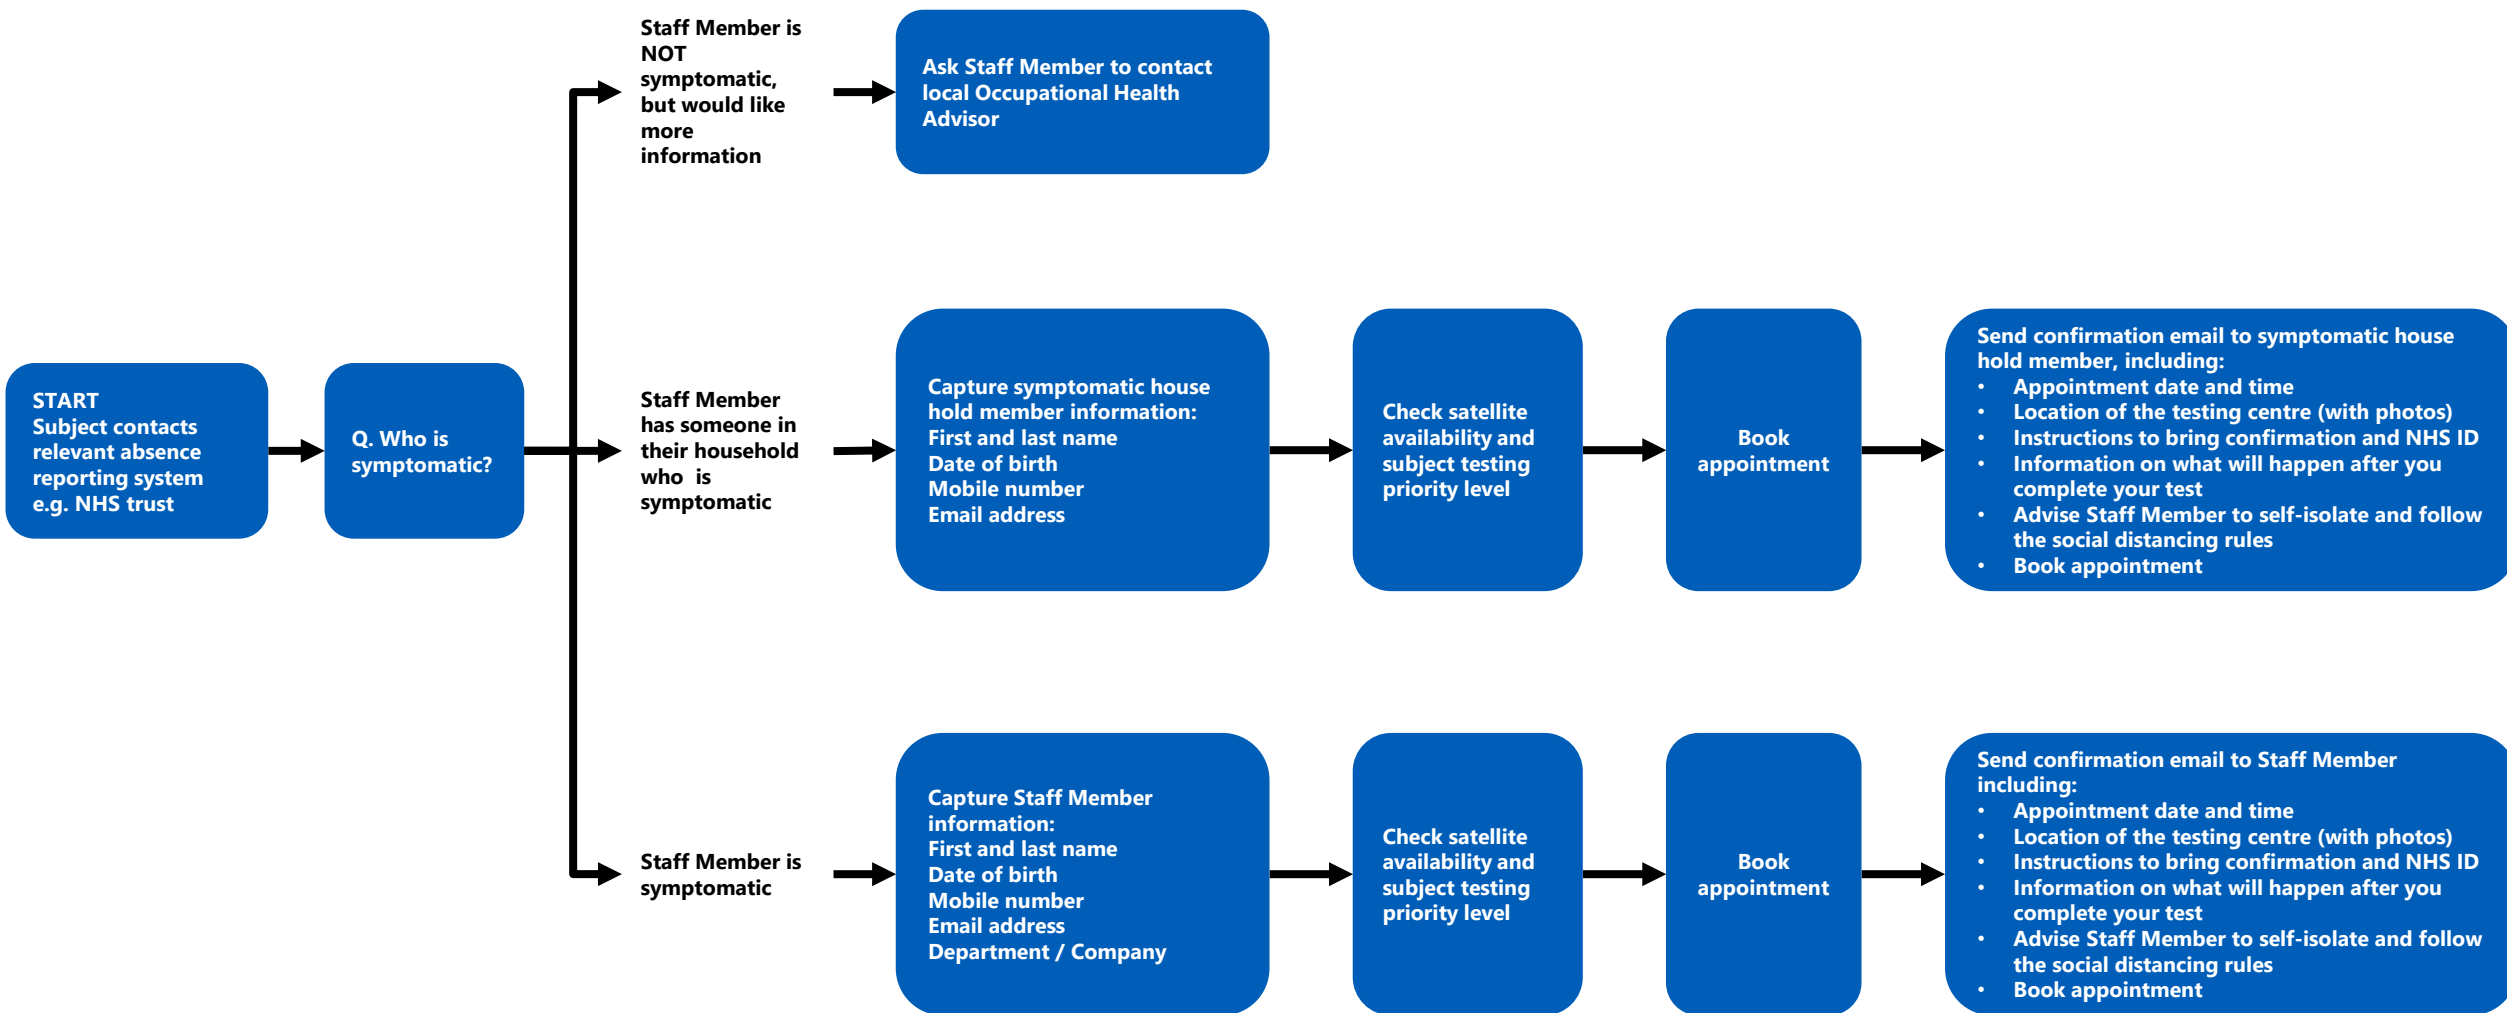 Staff Member is
NOT
symptomatic,
but would like
more
information
Ask Staff Member to contact
local Occupational Health
Advisor
START
Subject contacts
relevant absence
reporting system
e.g. NHS trust
Q. Who is
symptomatic?
Staff Member
has someone in
their household
who is
symptomatic
Capture symptomatic house
hold member information:
First and last name
Date of birth
Mobile number
Email address
Check satellite
availability and
subject testing
priority level
Book
appointment
Send confirmation email to symptomatic house
hold member, including:
• Appointment date and time
• Location of the testing centre (with photos)
• Instructions to bring confirmation and NHS ID
• Information on what will happen after you
complete your test
• Advise Staff Member to self-isolate and follow
the social distancing rules
• Book appointment
Staff Member is
symptomatic
Capture Staff Member
information:
First and last name
Date of birth
Mobile number
Email address
Department / Company
Check satellite
availability and
subject testing
priority level
Book
appointment
Send confirmation email to Staff Member
including:
• Appointment date and time
• Location of the testing centre (with photos)
• Instructions to bring confirmation and NHS ID
• Information on what will happen after you
complete your test
• Advise Staff Member to self-isolate and follow
the social distancing rules
• Book appointment